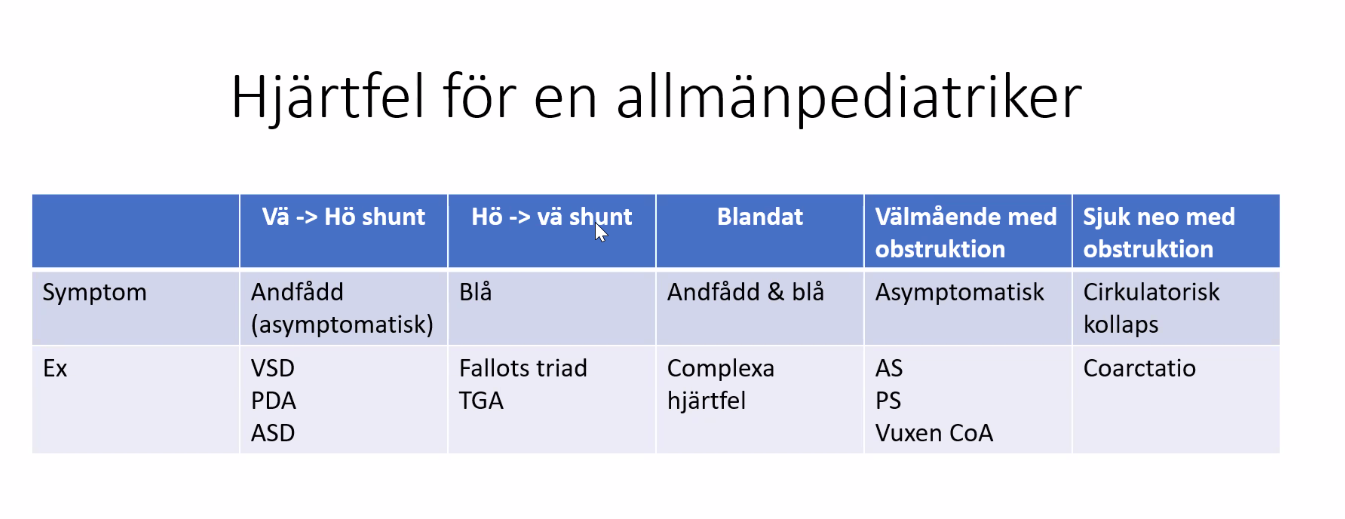 Hjärtfel för en allmänpediatriker
Vä -> Hö shunt
Hö -> vä shunt
Blandat
Välmående med
obstruktion
Sjuk neo med
obstruktion
Symptom
Andfådd
(asymptomatisk)
Blå
Andfådd & blå
Asymptomatisk
Cirkulatorisk
kollaps
Ex
VSD
PDA
ASD
Fallots triad
TGA
Complexa
hjärtfel
AS
PS
Vuxen CoA
Coarctatio